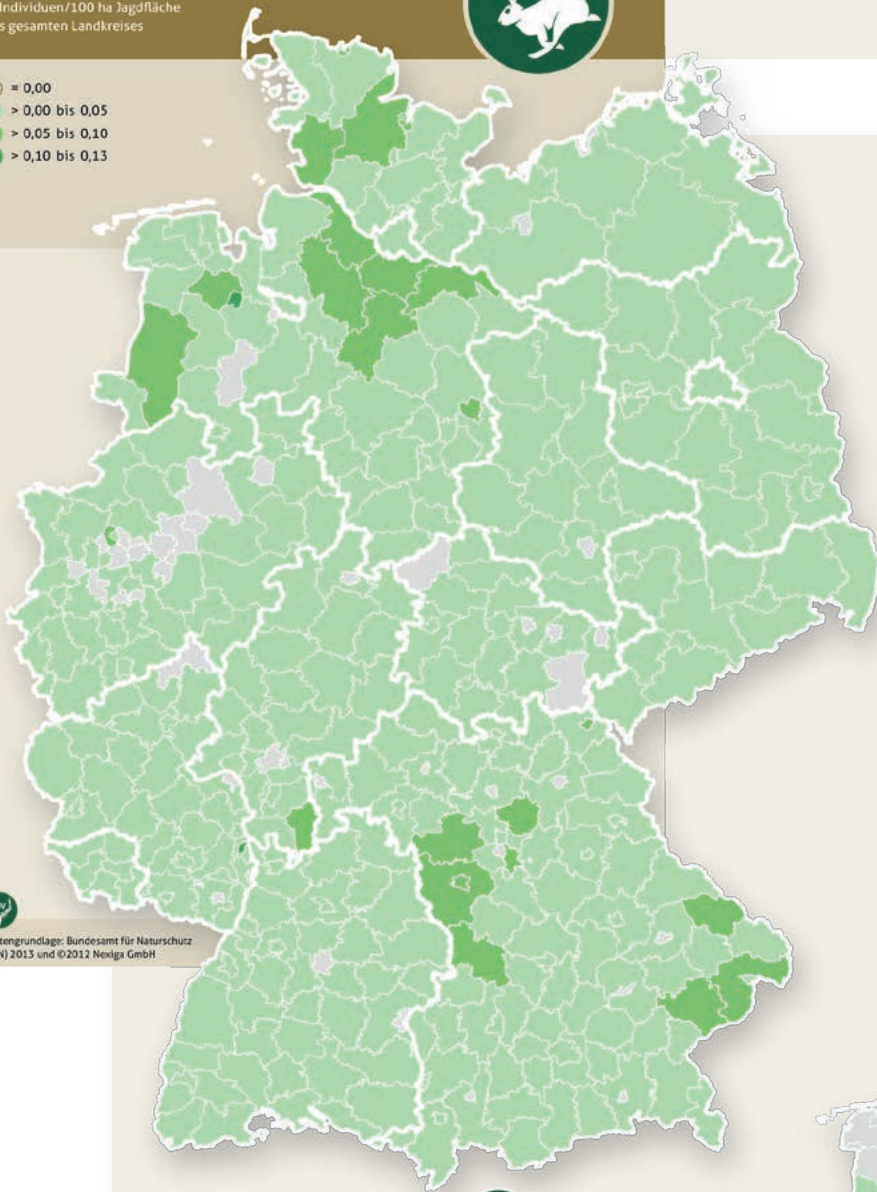 Individuen/100 ha Jagdfläche
s gesamten Landkreises
= 0,00
> 0,00 bis 0,05
> 0,05 bis 0,10
> 0,10 bis 0,13
tengrundlage: Bundesamt für Naturschutz
N) 2013 und ©2012 Nexiga GmbH